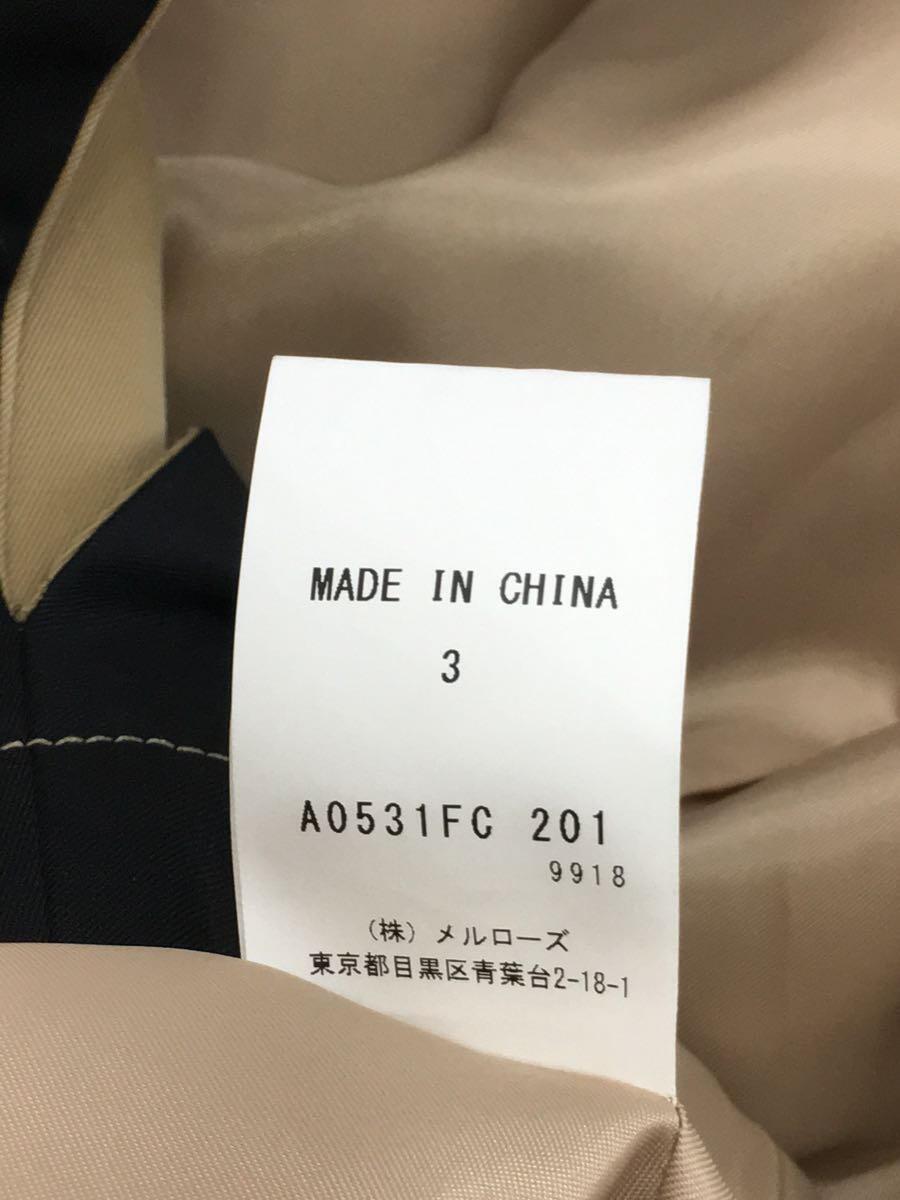 MADE IN CHINA
3
A0531FC 201
9918
(株)メルローズ
東京都目黒区青葉台2-18-1